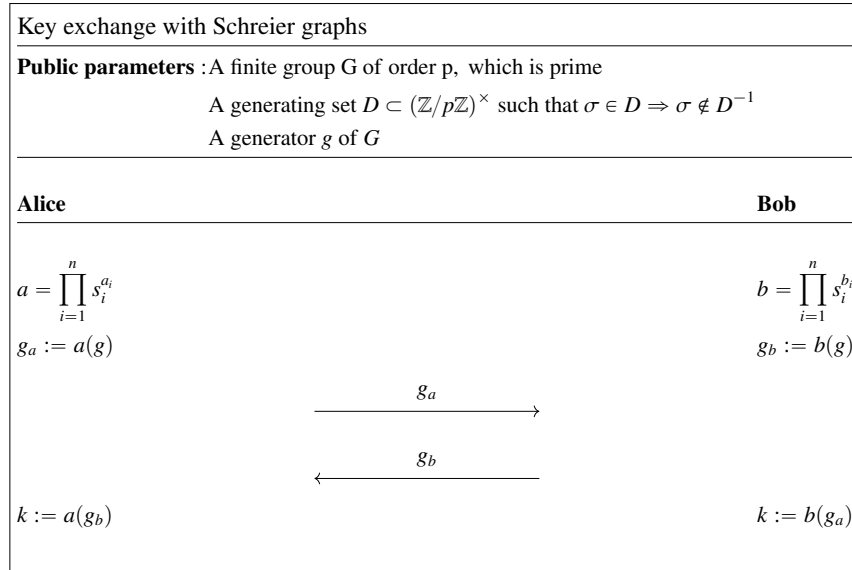 Key exchange with Schreier graphs
Public parameters : A finite group G of order p, which is prime
A generating set D ⊂ (ℤ/pℤ)^× such that σ ∈ D ⇒ σ ∉ D^{−1}
A generator g of G
Alice Bob
a = ∏_{i=1}^{n} s_i^{a_i} b = ∏_{i=1}^{n} s_i^{b_i}
g_a := a(g) g_b := b(g)
g_a
g_b
k := a(g_b) k := b(g_a)